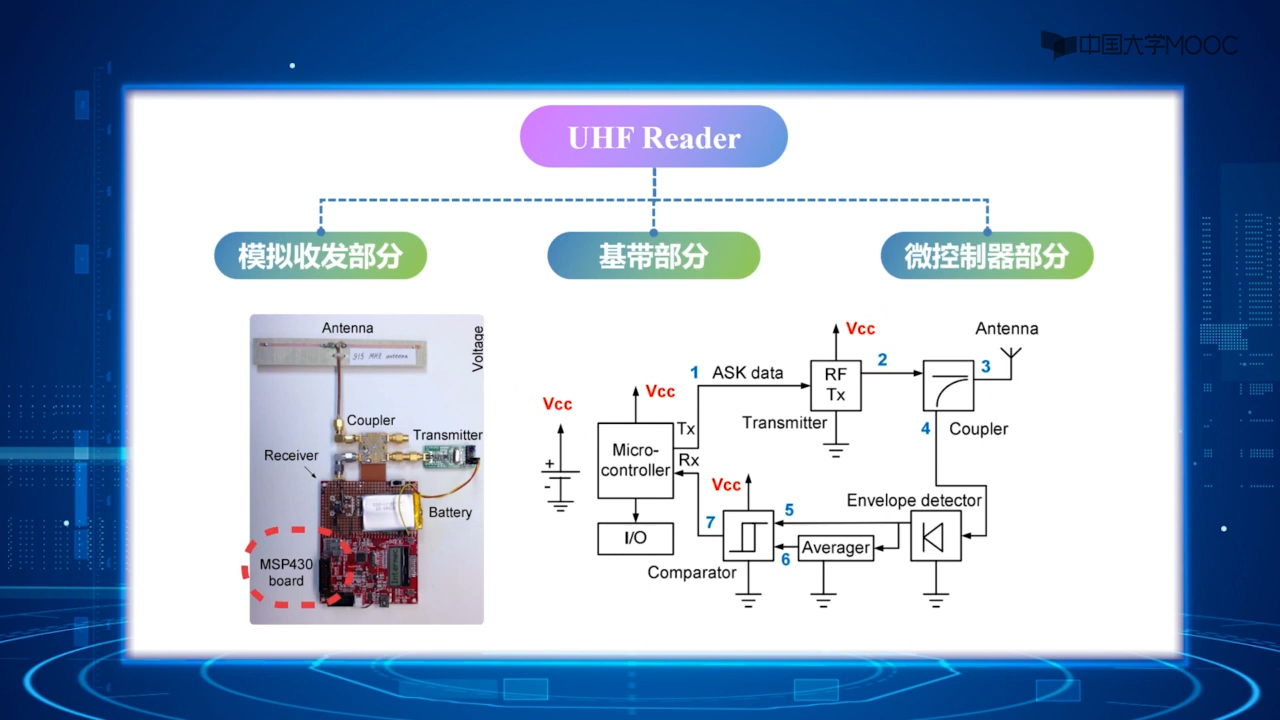 中国大学MOOC
UHF Reader
模拟收发部分
基带部分
微控制器部分
Antenna
Voltage
915 MHz antenna
Coupler
Transmitter
Receiver
Battery
MSP430
board
Vcc
Antenna
1 ASK data
RF
Tx
2
3
Vcc
Vcc
Transmitter
4
Coupler
Tx
Micro-
controller
Rx
+
-
Vcc
Envelope detector
5
7
I/O
Averager
6
Comparator